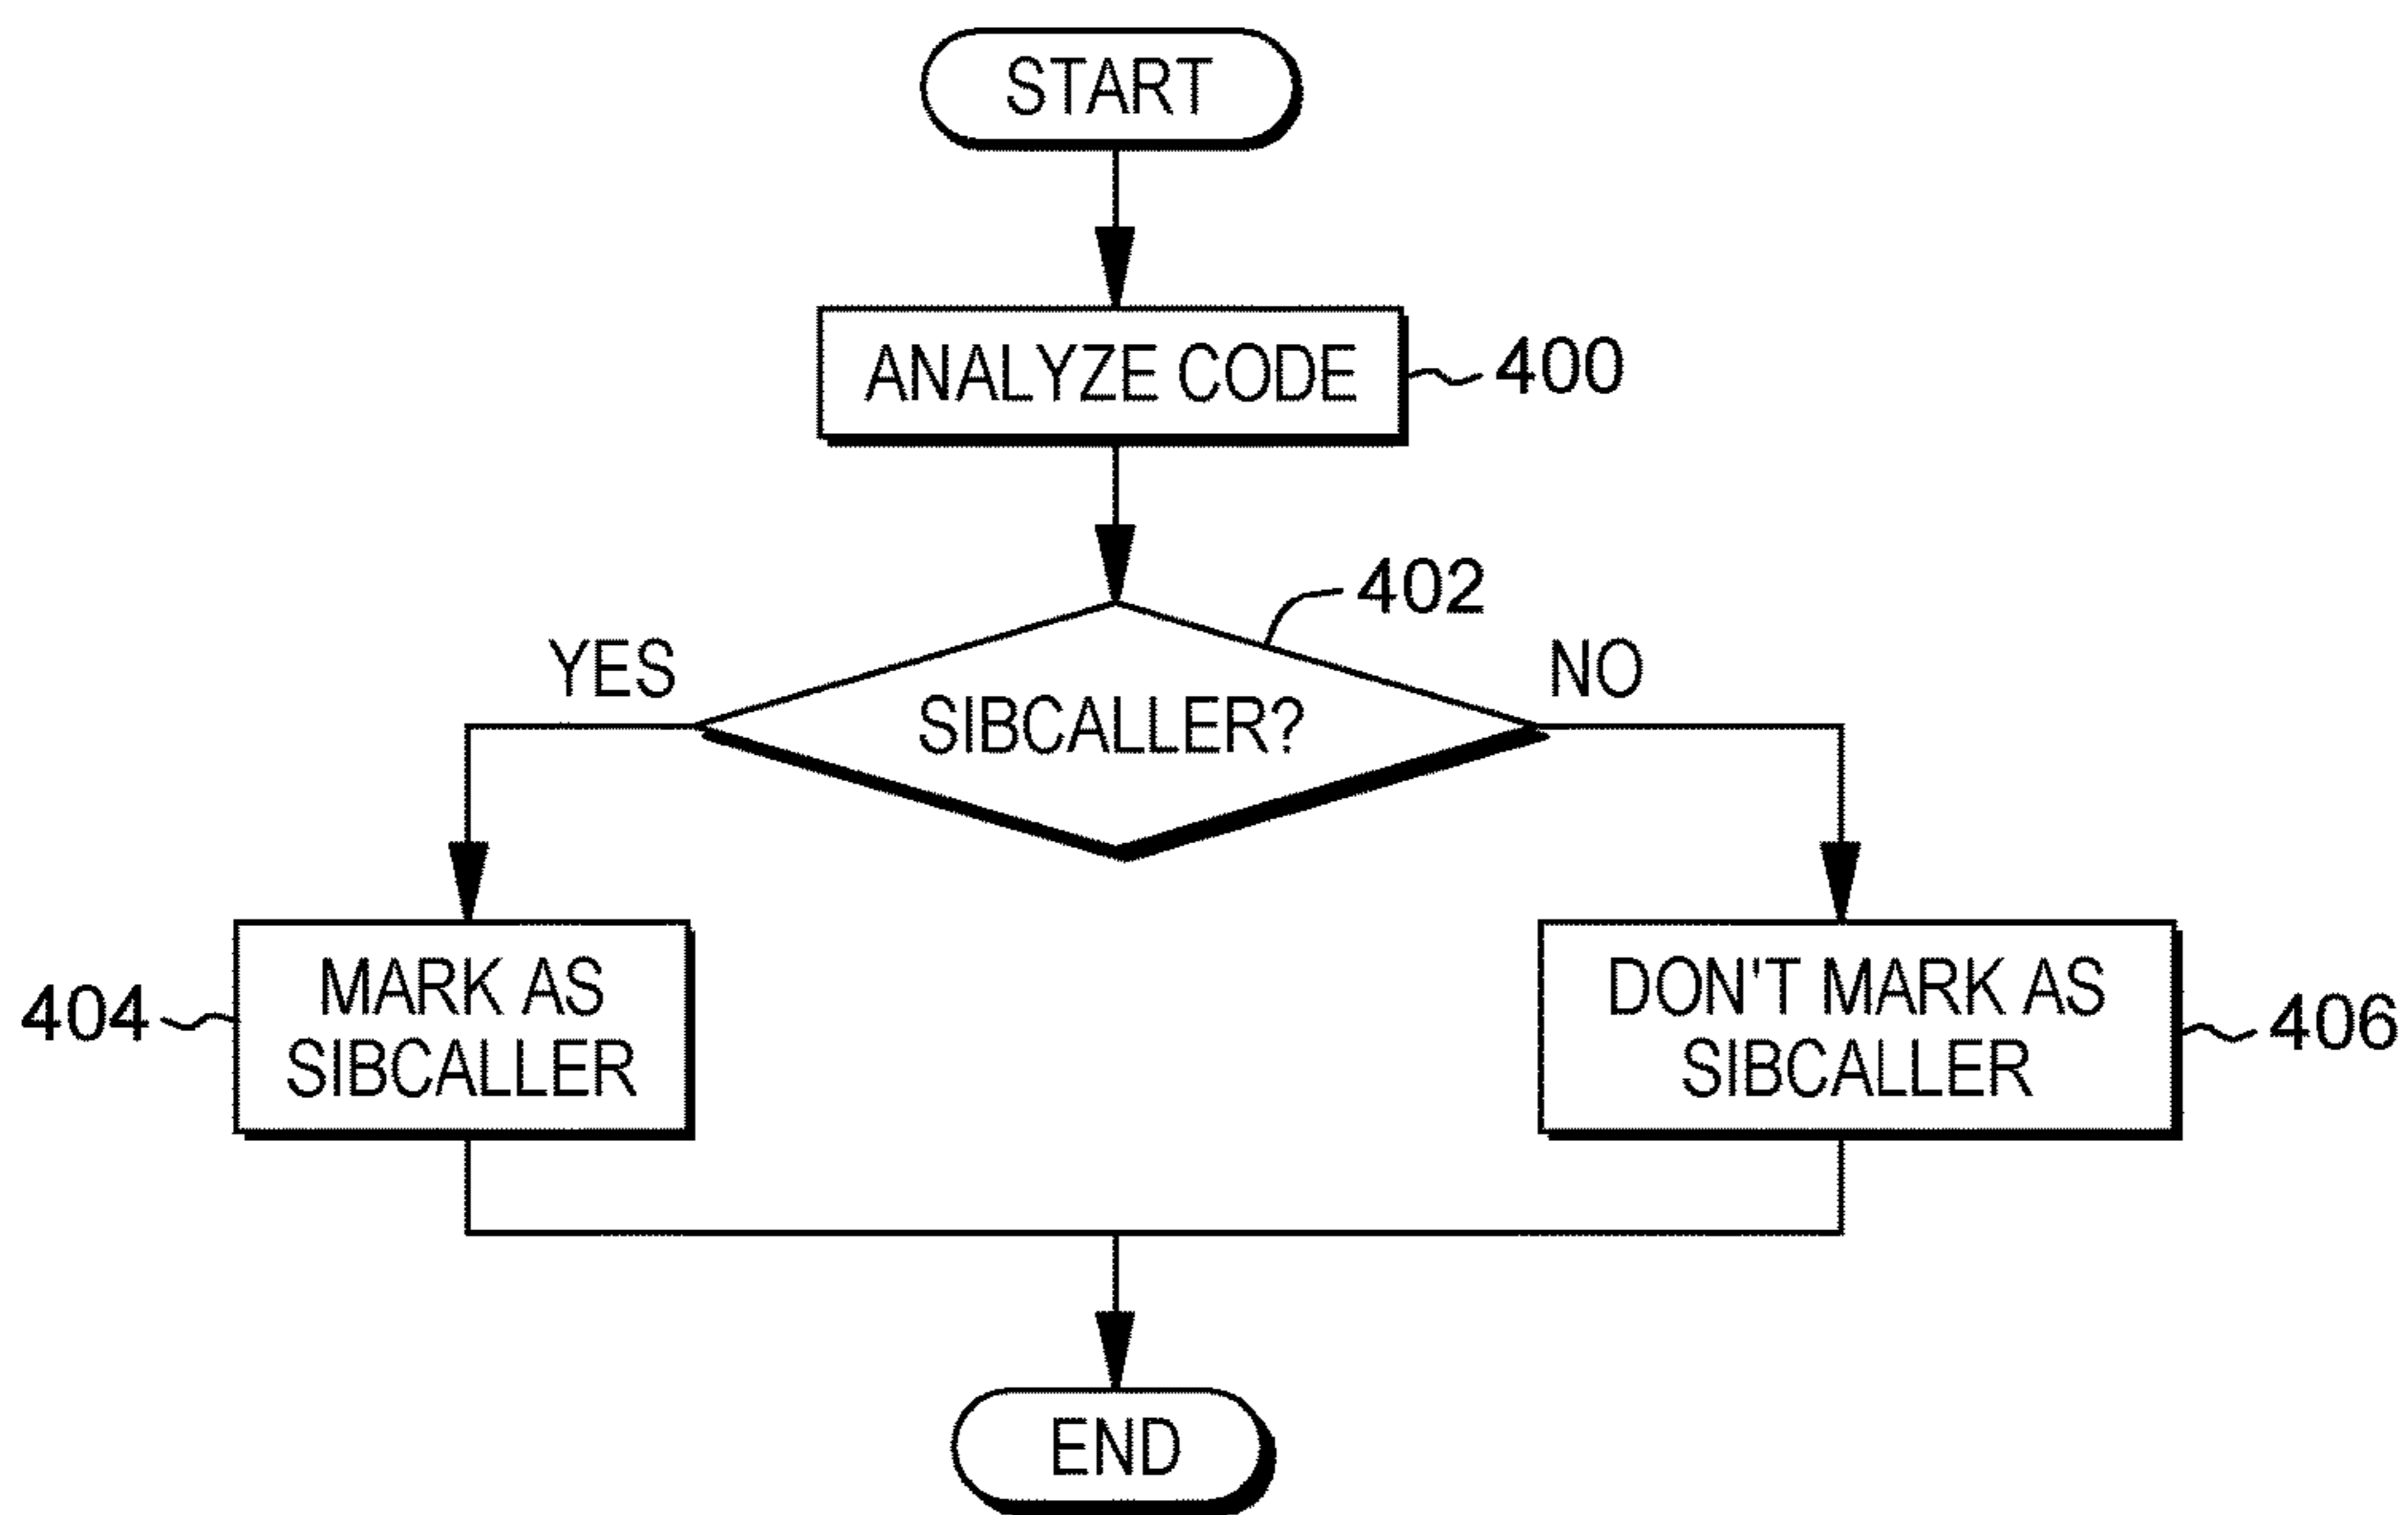 START
ANALYZE CODE
400
402
YES
SIBCALLER?
NO
404
MARK AS
SIBCALLER
DON'T MARK AS
SIBCALLER
406
END